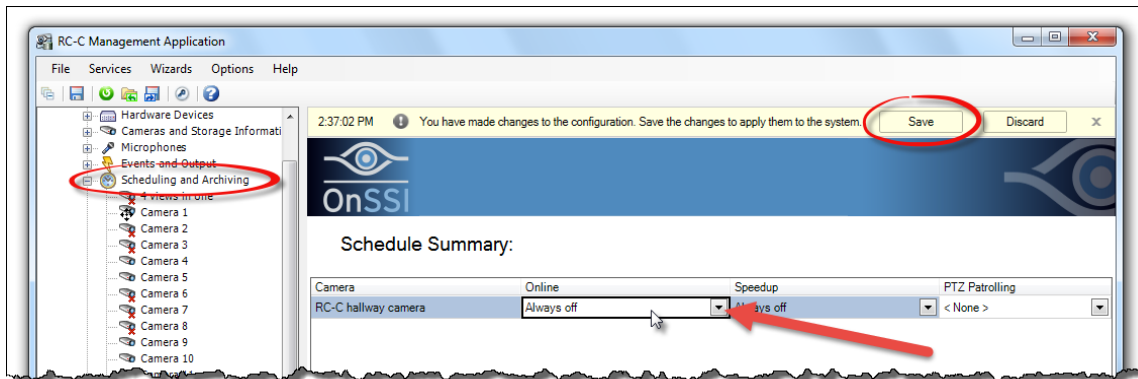 RC-C Management Application
File Services Wizards Options Help
Hardware Devices
Cameras and Storage Informati
Microphones
Events and Output
Scheduling and Archiving
4 views in one
Camera 1
Camera 2
Camera 3
Camera 4
Camera 5
Camera 6
Camera 7
Camera 8
Camera 9
Camera 10
2:37:02 PM You have made changes to the configuration. Save the changes to apply them to the system. Save Discard
OnSSI
Schedule Summary:
Camera Online Speedup PTZ Patrolling
RC-C hallway camera Always off Always off < None >